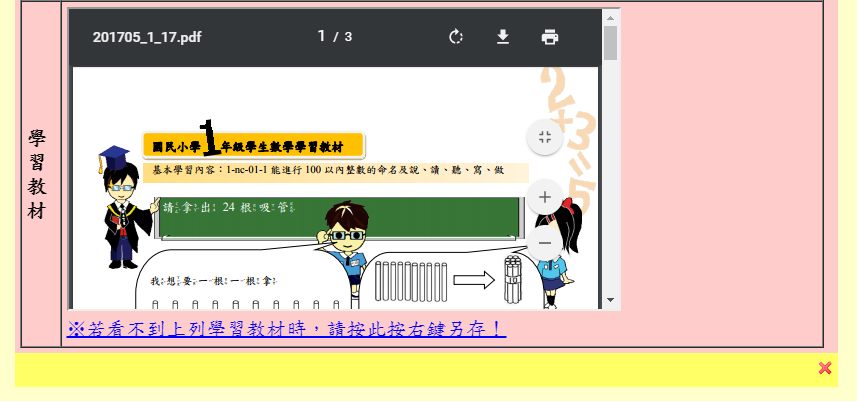 學習教材
201705_1_17.pdf
1 / 3
2+3=5
國民小學1年級學生數學學習教材
基本學習內容：1-nc-01-1 能進行 100 以內整數的命名及說、讀、聽、寫、做
請拿出 24 根吸管
我想要一根一根拿
※若看不到上列學習教材時，請按此按右鍵另存！